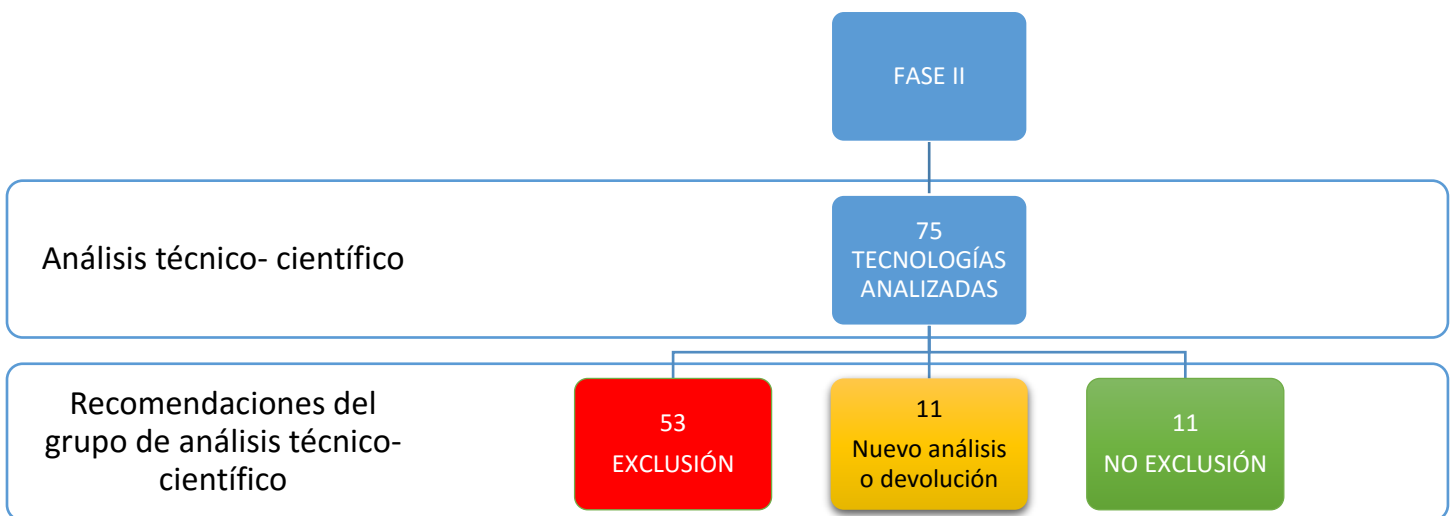 FASE II
Análisis técnico- científico
75
TECNOLOGÍAS
ANALIZADAS
Recomendaciones del
grupo de análisis técnico-
científico
53
EXCLUSIÓN
11
Nuevo análisis
o devolución
11
NO EXCLUSIÓN